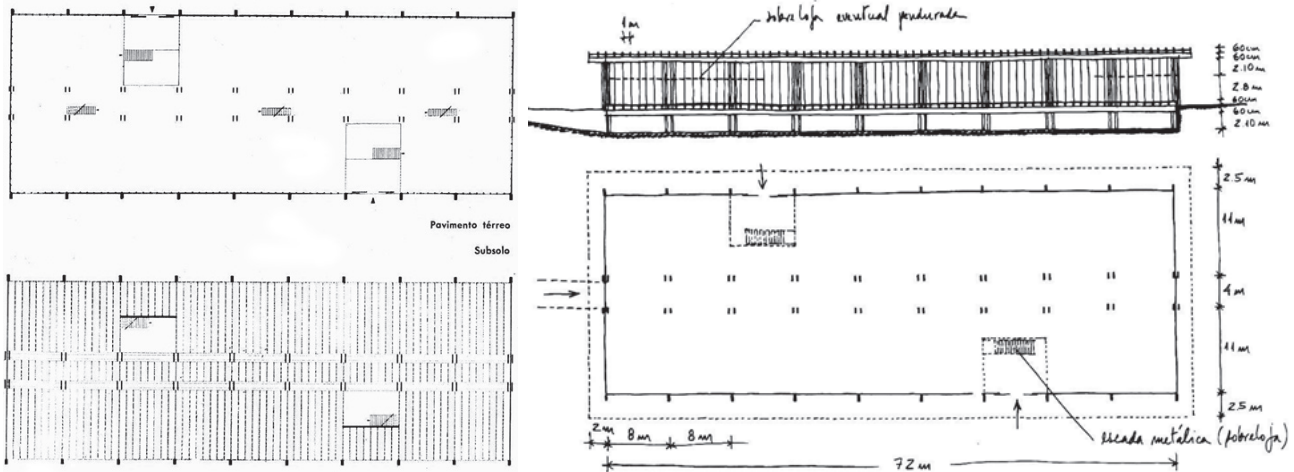 Pavimento térreo
Subsolo
1m
sobreloja eventual pendurada
60cm
60cm
2.10m
2.8m
60cm
60cm
2.10m
2.5m
11m
4m
11m
2.5m
2m
8m
8m
72m
escada metálica (sobreloja)